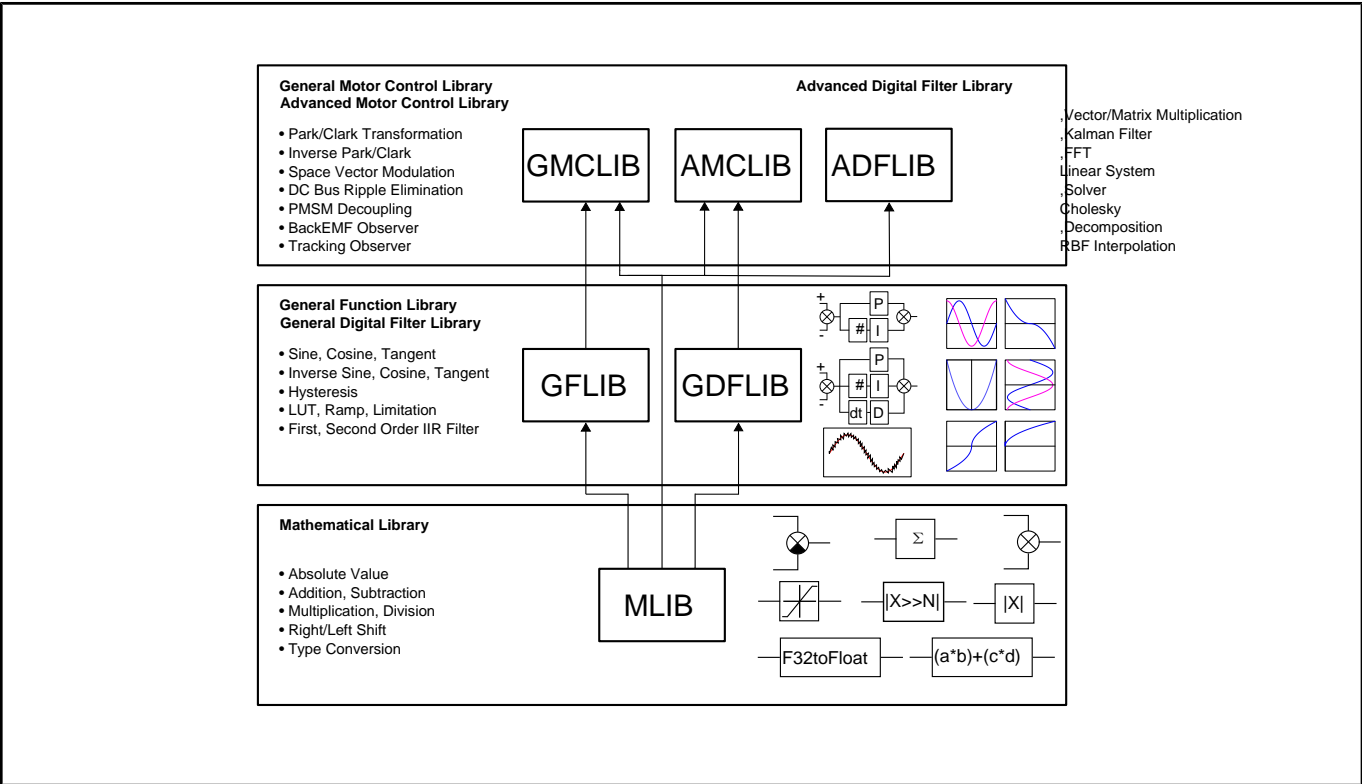 General Motor Control Library
Advanced Motor Control Library
• Park/Clark Transformation
• Inverse Park/Clark
• Space Vector Modulation
• DC Bus Ripple Elimination
• PMSM Decoupling
• BackEMF Observer
• Tracking Observer
GMCLIB
AMCLIB
Advanced Digital Filter Library
ADFLIB
,Vector/Matrix Multiplication
,Kalman Filter
,FFT
Linear System
,Solver
Cholesky
,Decomposition
RBF Interpolation
General Function Library
General Digital Filter Library
• Sine, Cosine, Tangent
• Inverse Sine, Cosine, Tangent
• Hysteresis
• LUT, Ramp, Limitation
• First, Second Order IIR Filter
GFLIB
GDFLIB
+
P
-
# I
+
P
# I
-
dt D
Mathematical Library
• Absolute Value
• Addition, Subtraction
• Multiplication, Division
• Right/Left Shift
• Type Conversion
MLIB
Σ
|X>>N|
|X|
F32toFloat
(a*b)+(c*d)